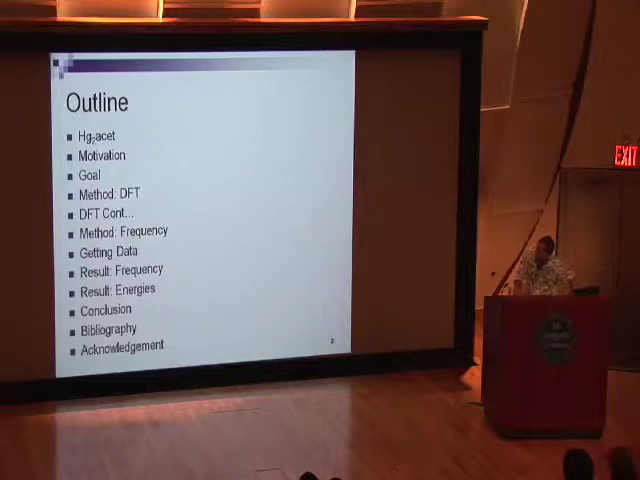 Outline
Hg₂acet
Motivation
Goal
Method: DFT
DFT Cont...
Method: Frequency
Getting Data
Result: Frequency
Result: Energies
Conclusion
Bibliography
Acknowledgement
2
EXIT